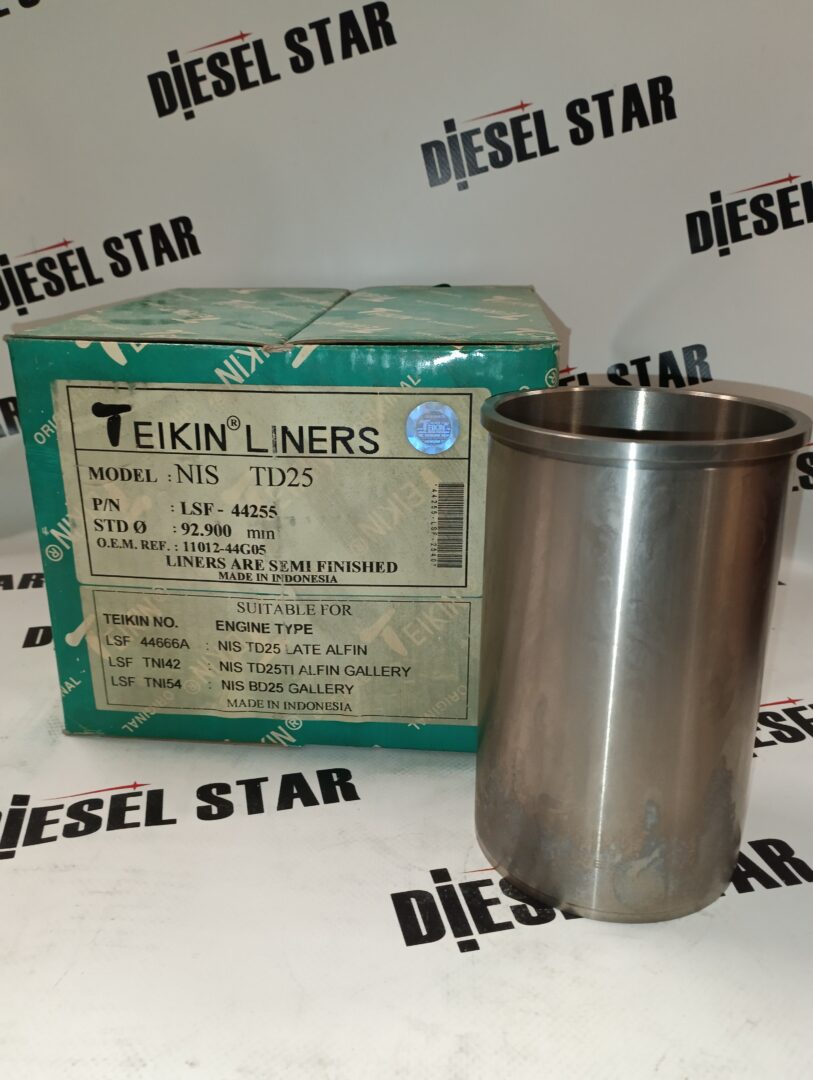 DIESEL STAR
DIESEL STAR
DIESEL
DIESEL STAR
TEIKIN® LINERS
MODEL : NIS TD25
P/N : LSF - 44255
STD Ø : 92.900 mm
O.E.M. REF. : 11012-44G05
LINERS ARE SEMI FINISHED
MADE IN INDONESIA
SUITABLE FOR
TEIKIN NO. ENGINE TYPE
LSF 44666A : NIS TD25 LATE ALFIN
LSF TNI42 : NIS TD25TI ALFIN GALLERY
LSF TNI54 : NIS BD25 GALLERY
MADE IN INDONESIA
TEIKIN
ORIGINAL
STAR
DIESEL STAR
DIESEL STAR